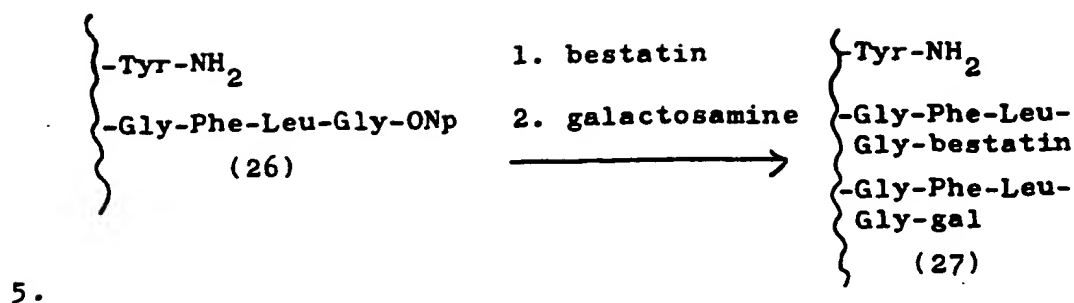 -Tyr-NH2
-Gly-Phe-Leu-Gly-ONp
(26)
1. bestatin
2. galactosamine
-Tyr-NH2
-Gly-Phe-Leu-
Gly-bestatin
-Gly-Phe-Leu-
Gly-gal
(27)
5.